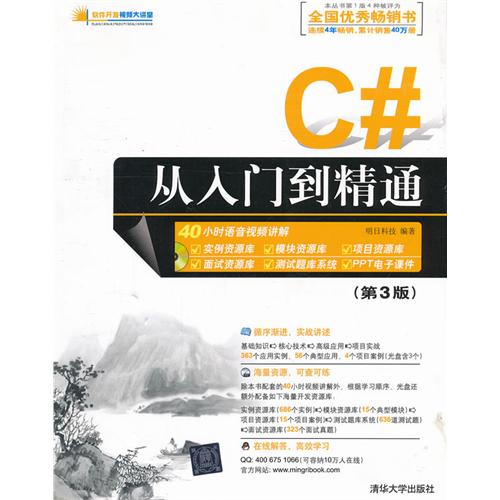 软件开发视频大讲堂
本丛书第1版4种被评为
全国优秀畅销书
连续4年畅销，累计销售40万册
C#
从入门到精通
40小时语音视频讲解
明日科技 编著
实例资源库 模块资源库 项目资源库
面试资源库 测试题库系统 PPT电子课件
（第3版）
循序渐进，实战讲述
基础知识 核心技术 高级应用 项目实战
363个应用实例，56个典型应用，4个项目案例(光盘含3个)
海量资源，可查可练
除本书配套的40小时视频讲解外，根据学习顺序，光盘还
额外配备如下海量开发资源库：
实例资源库(686个实例) 模块资源库(15个典型模块)
项目资源库(15个项目案例) 测试题库系统(636道测试题)
面试资源库(323个面试真题)
在线解答，高效学习
QQ: 400 675 1066(可容纳10万人在线)
官方网站: www.mingribook.com
清华大学出版社